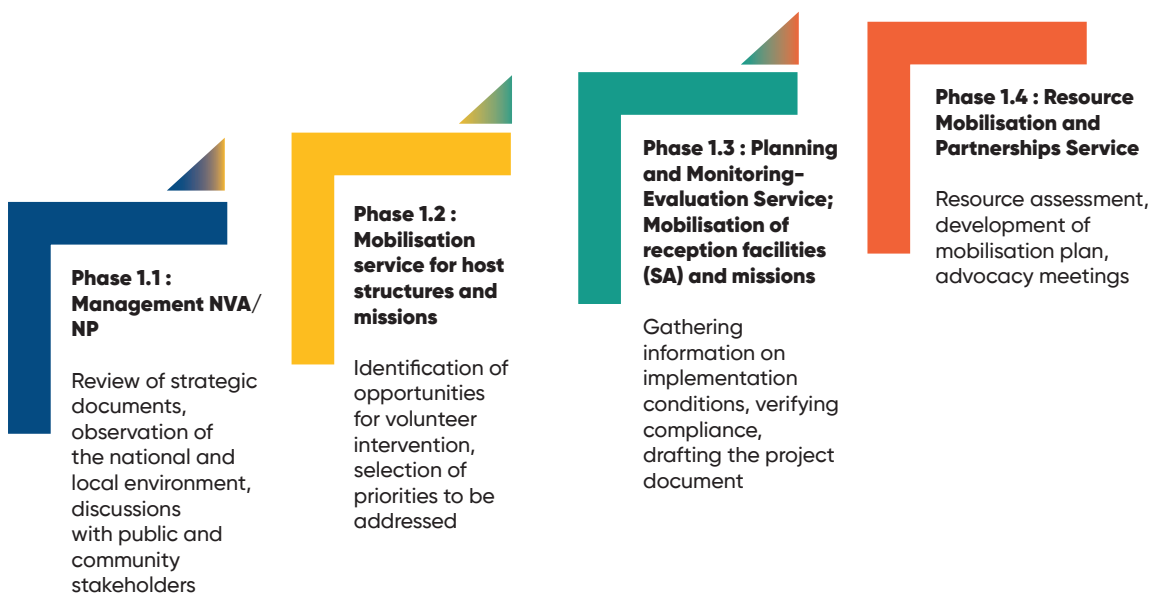 Phase 1.1 :
Management NVA/
NP
Review of strategic
documents,
observation of
the national and
local environment,
discussions
with public and
community
stakeholders
Phase 1.2 :
Mobilisation
service for host
structures and
missions
Identification of
opportunities
for volunteer
intervention,
selection of
priorities to be
addressed
Phase 1.3 : Planning
and Monitoring-
Evaluation Service;
Mobilisation of
reception facilities
(SA) and missions
Gathering
information on
implementation
conditions, verifying
compliance,
drafting the project
document
Phase 1.4 : Resource
Mobilisation and
Partnerships Service
Resource assessment,
development of
mobilisation plan,
advocacy meetings